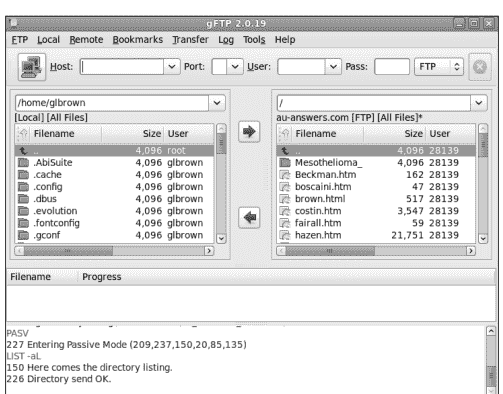 gFTP 2.0.19
FTP Local Remote Bookmarks Transfer Log Tools Help
Host: Port: User: Pass: FTP
/home/glbrown
[Local] [All Files]
Filename Size User
.. 4,096 root
.AbiSuite 4,096 glbrown
.cache 4,096 glbrown
.config 4,096 glbrown
.dbus 4,096 glbrown
.evolution 4,096 glbrown
.fontconfig 4,096 glbrown
.gconf 4,096 glbrown
/
au-answers.com [FTP] [All Files]*
Filename Size User
.. 4,096 28139
Mesothelioma_ 4,096 28139
Beckman.htm 162 28139
boscaini.htm 47 28139
brown.html 517 28139
costin.htm 3,547 28139
fairall.htm 59 28139
hazen.htm 21,751 28139
Filename Progress
PASV
227 Entering Passive Mode (209,237,150,20,85,135)
LIST -aL
150 Here comes the directory listing.
226 Directory send OK.